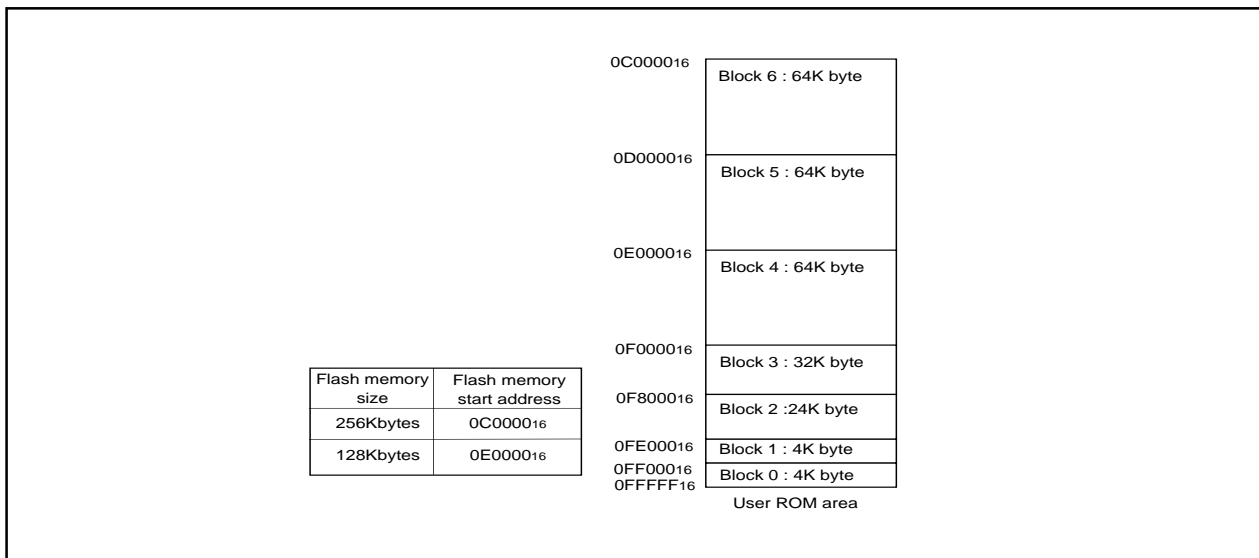 0C000016
Block 6 : 64K byte
0D000016
Block 5 : 64K byte
0E000016
Block 4 : 64K byte
0F000016
Block 3 : 32K byte
0F800016
Block 2 :24K byte
0FE00016
Block 1 : 4K byte
0FF00016
Block 0 : 4K byte
0FFFFF16
User ROM area
Flash memory size
Flash memory start address
256Kbytes
0C000016
128Kbytes
0E000016